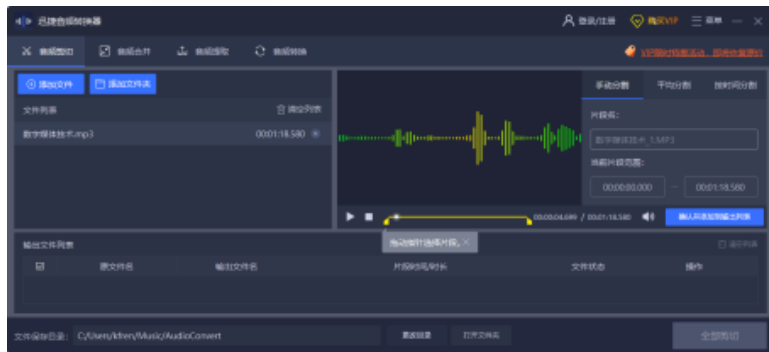 迅捷音频转换器 登录/注册 购买VIP 菜单
音频剪切 音频合并 音频提取 音频转换 VIP限时特惠活动，即将恢复原价
添加文件 添加文件夹 手动分割 平均分割 按时间分割
文件列表 清空列表 片段名：
数字媒体技术.mp3 00:01:18.580 数字媒体技术_1.MP3
当前片段范围：
00:00:00.000 — 00:01:18.580
00:00:04.699 / 00:01:18.580 确认并添加到输出列表
输出文件列表 拖动指针选择片段。 清空列表
原文件名 输出文件名 片段时间/时长 文件状态 操作
文件保存目录： C:/Users/kfren/Music/AudioConvert 更改目录 打开文件夹 全部剪切